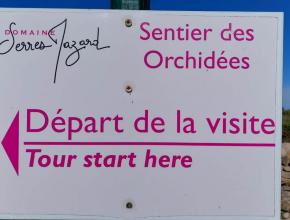 DOMAINE
Serres Mazard
Sentier des
Orchidées
Départ de la visite
Tour start here